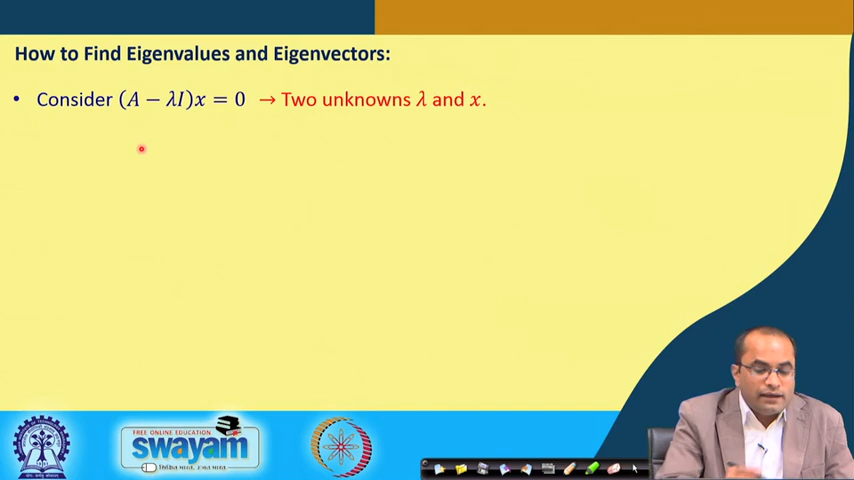 How to Find Eigenvalues and Eigenvectors:
• Consider (A − λI)x = 0 → Two unknowns λ and x.
FREE ONLINE EDUCATION
swayam